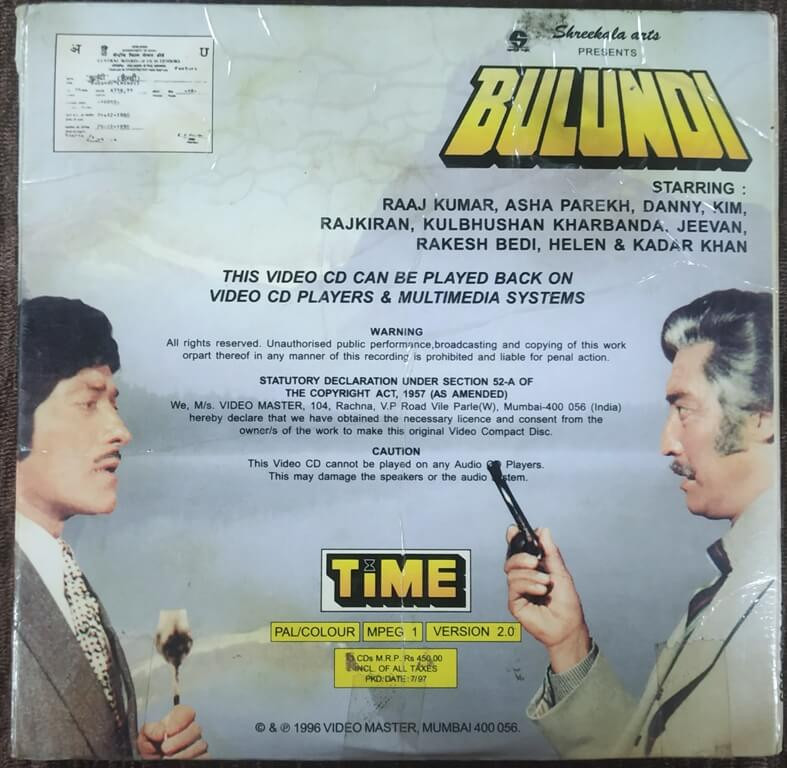 अं
U
Shreekala arts
PRESENTS
BULUNDI
STARRING :
RAAJ KUMAR, ASHA PAREKH, DANNY, KIM,
RAJKIRAN, KULBHUSHAN KHARBANDA, JEEVAN,
RAKESH BEDI, HELEN & KADAR KHAN
THIS VIDEO CD CAN BE PLAYED BACK ON
VIDEO CD PLAYERS & MULTIMEDIA SYSTEMS
WARNING
All rights reserved. Unauthorised public performance,broadcasting and copying of this work
orpart thereof in any manner of this recording is prohibited and liable for penal action.
STATUTORY DECLARATION UNDER SECTION 52-A OF
THE COPYRIGHT ACT, 1957 (AS AMENDED)
We, M/s. VIDEO MASTER, 104, Rachna, V.P Road Vile Parle(W), Mumbai-400 056 (India)
hereby declare that we have obtained the necessary licence and consent from the
owner/s of the work to make this original Video Compact Disc.
CAUTION
This Video CD cannot be played on any Audio CD Players.
This may damage the speakers or the audio system.
TiME
PAL/COLOUR MPEG 1 VERSION 2.0
CDs M.R.P. Rs 450.00
INCL. OF ALL TAXES
PKD.DATE:7/97
© & ℗ 1996 VIDEO MASTER, MUMBAI 400 056.